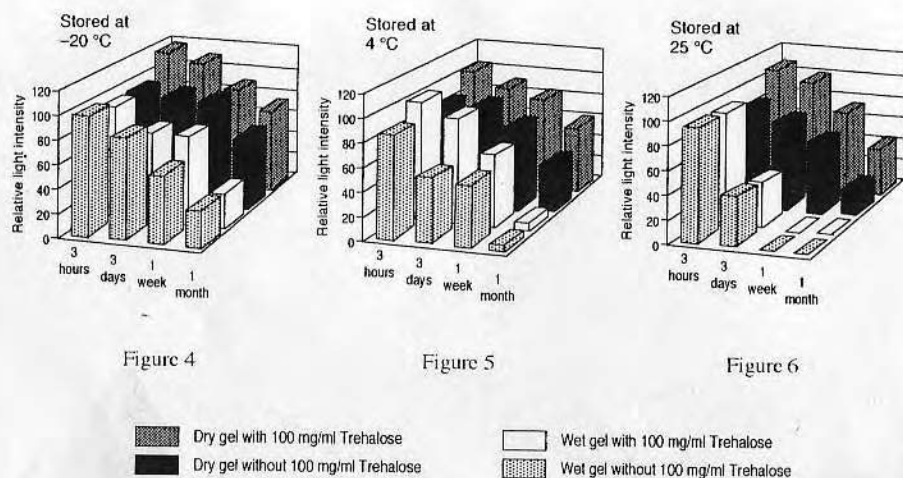 Stored at
–20 °C
Relative light intensity
120
100
80
60
40
20
0
3
hours
3
days
1
week
1
month
Figure 4
Stored at
4 °C
Relative light intensity
120
100
80
60
40
20
0
3
hours
3
days
1
week
1
month
Figure 5
Stored at
25 °C
Relative light intensity
120
100
80
60
40
20
0
3
hours
3
days
1
week
1
month
Figure 6
Dry gel with 100 mg/ml Trehalose
Dry gel without 100 mg/ml Trehalose
Wet gel with 100 mg/ml Trehalose
Wet gel without 100 mg/ml Trehalose